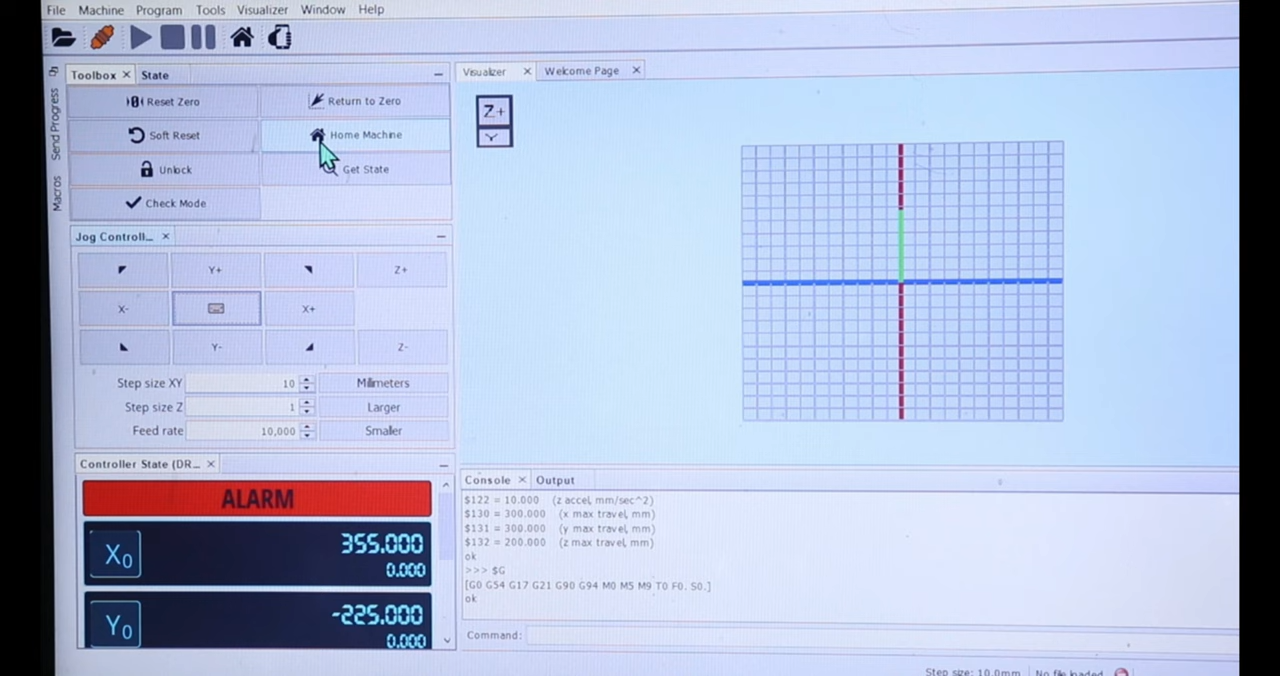 File Machine Program Tools Visualizer Window Help
Toolbox × State
Visualizer × Welcome Page ×
Send Progress
Macros
Reset Zero Return to Zero
Soft Reset Home Machine
Unlock Get State
Check Mode
Z+
Y-
Jog Controll... ×
Y+ Z+
X- X+
Y- Z-
Step size XY 10 Millimeters
Step size Z 1 Larger
Feed rate 10,000 Smaller
Controller State (DR... ×
ALARM
X0 355.000
0.000
Y0 -225.000
0.000
Console × Output
$122 = 10.000 (z accel, mm/sec^2)
$130 = 300.000 (x max travel, mm)
$131 = 300.000 (y max travel, mm)
$132 = 200.000 (z max travel, mm)
ok
>>> $G
[G0 G54 G17 G21 G90 G94 M0 M5 M9 T0 F0. S0.]
ok
Command:
Step size: 10.0mm No file loaded